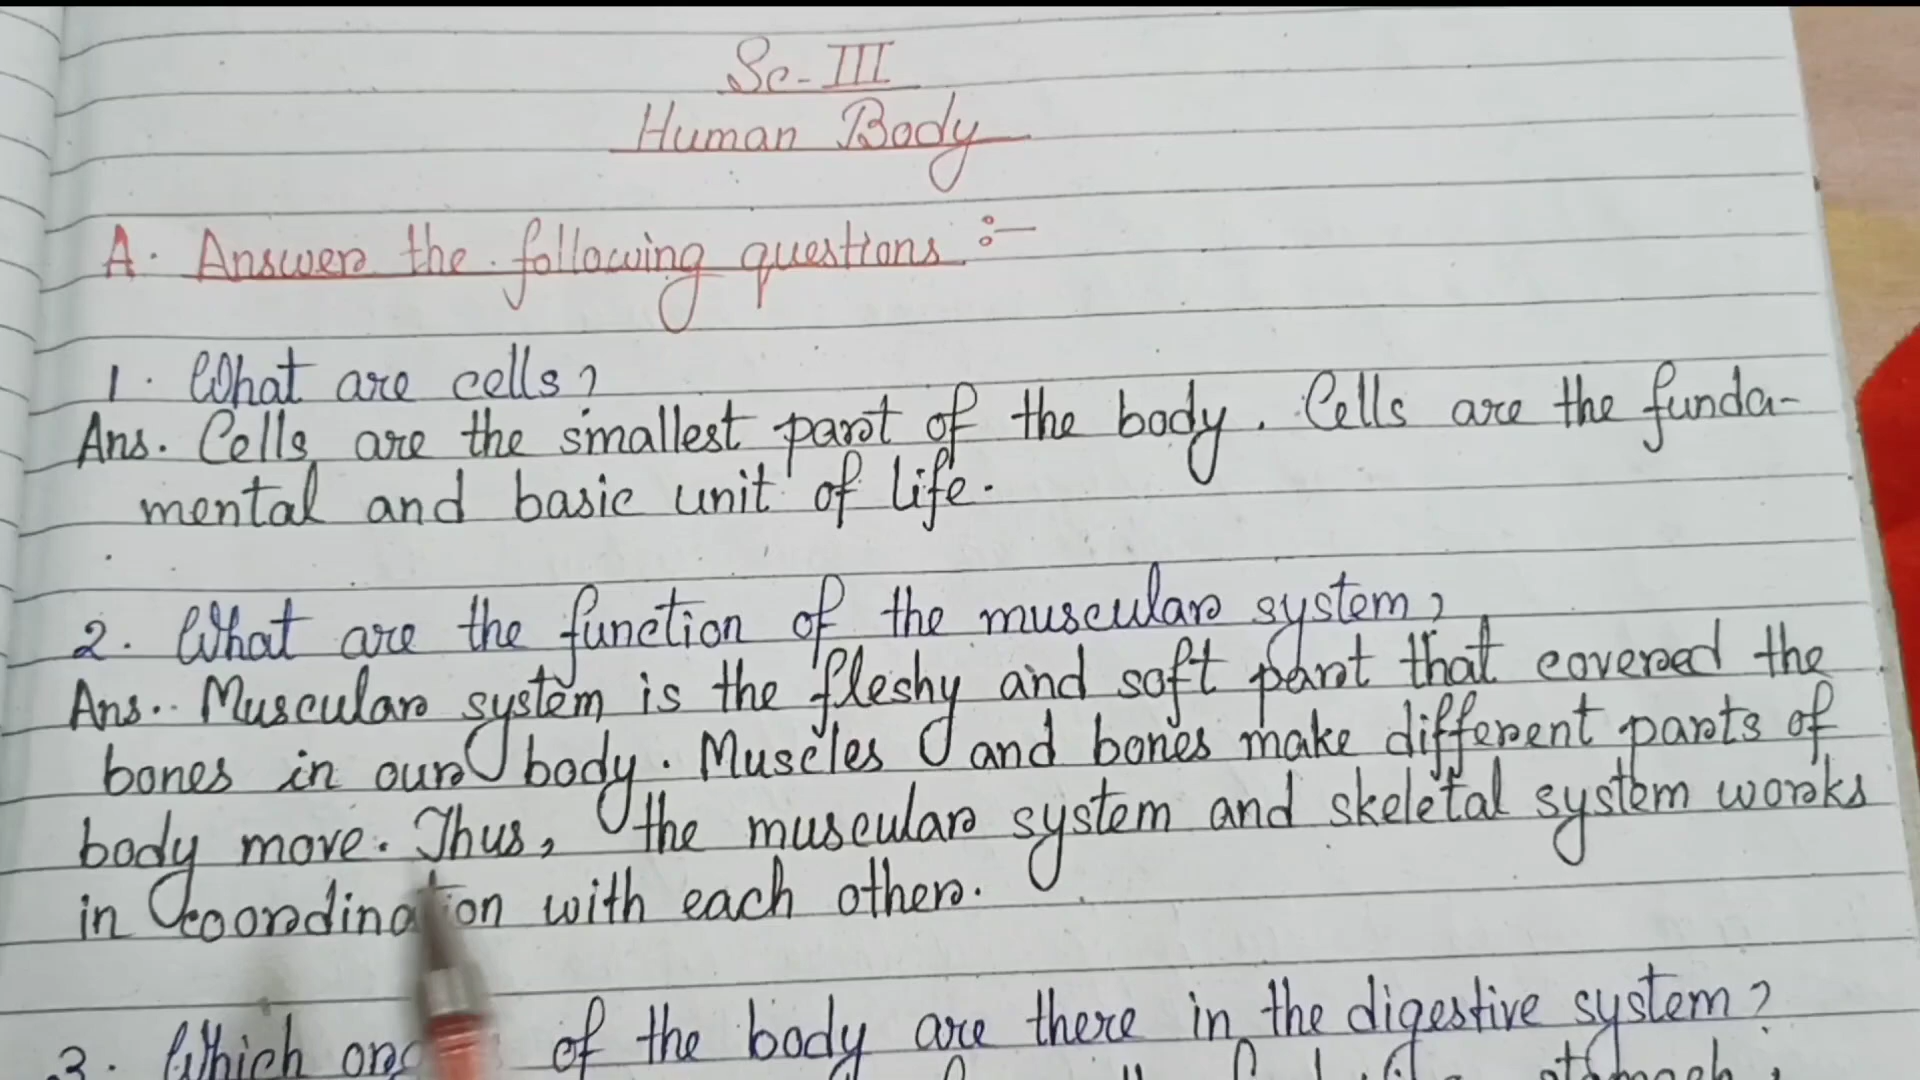 Sc-III
Human Body
A. Answer the following questions :-
1. What are cells?
Ans. Cells are the smallest part of the body. Cells are the funda-
mental and basic unit of life.
2. What are the function of the muscular system?
Ans.. Muscular system is the fleshy and soft part that covered the
bones in our body. Muscles and bones make different parts of
body move. Thus, the muscular system and skeletal system works
in coordination with each other.
3. Which of the body are there in the digestive system?
stomach,